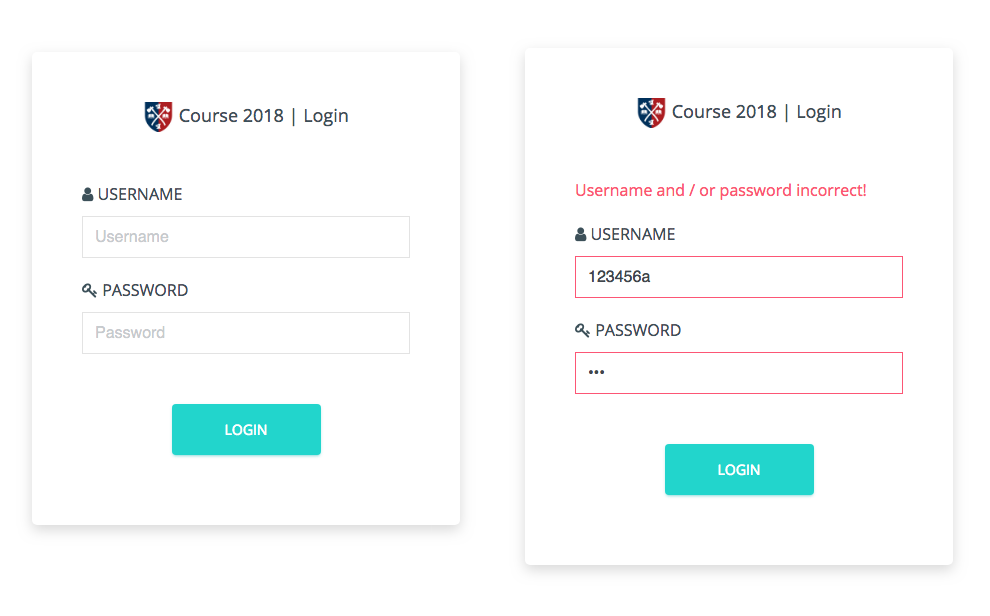 Course 2018 | Login
USERNAME
Username
PASSWORD
Password
LOGIN
Course 2018 | Login
Username and / or password incorrect!
USERNAME
123456a
PASSWORD
•••
LOGIN